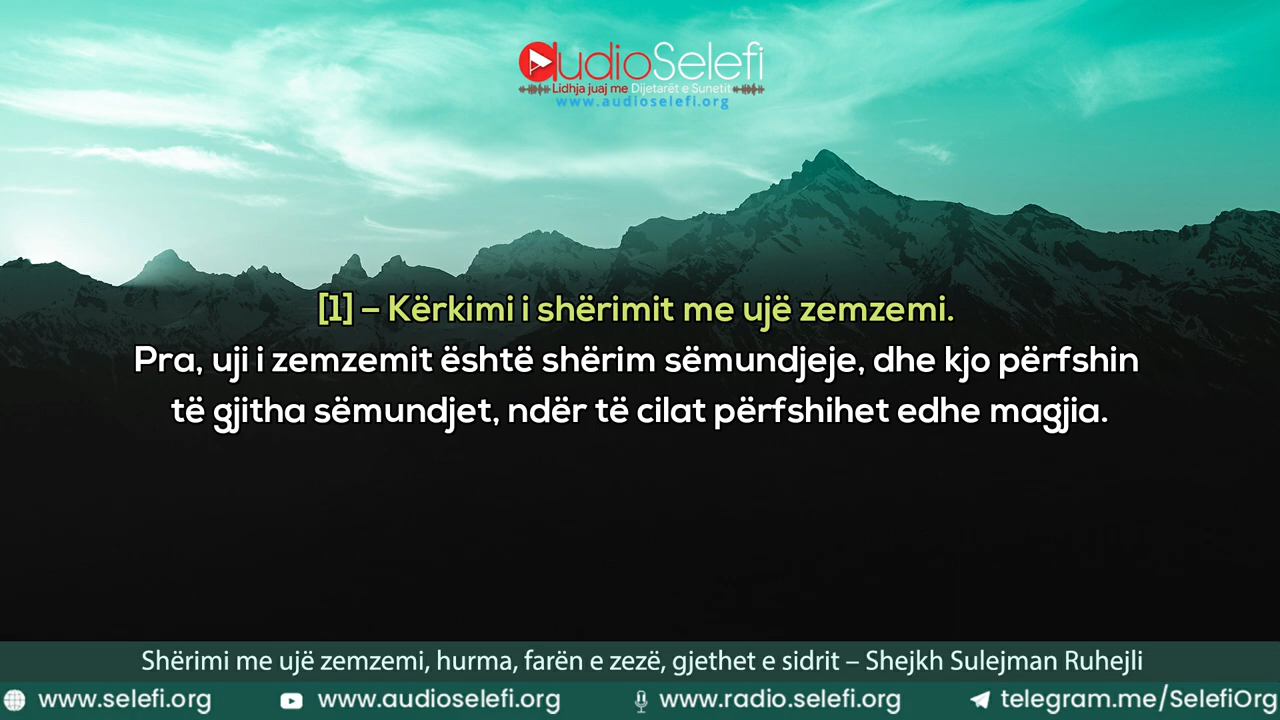 audioSelefi
Lidhja juaj me Dijetarët e Sunetit
www.audioselefi.org
[1] – Kërkimi i shërimit me ujë zemzemi.
Pra, uji i zemzemit është shërim sëmundjeje, dhe kjo përfshin
të gjitha sëmundjet, ndër të cilat përfshihet edhe magjia.
Shërimi me ujë zemzemi, hurma, farën e zezë, gjethet e sidrit – Shejkh Sulejman Ruhejli
www.selefi.org www.audioselefi.org www.radio.selefi.org telegram.me/SelefiOrg